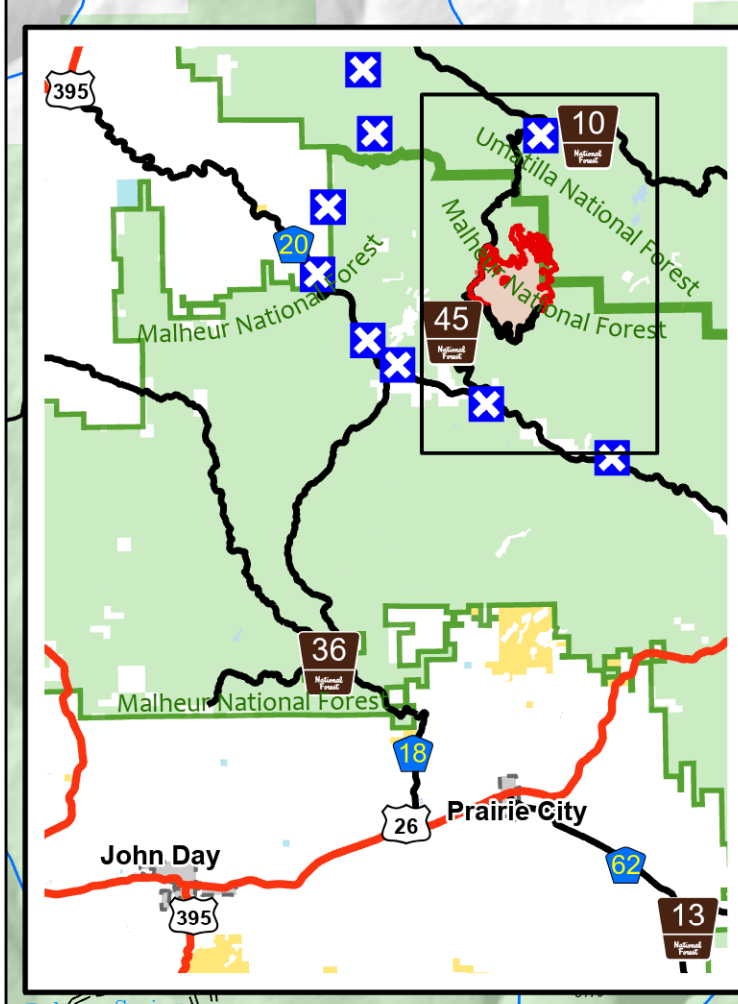 395
10
National
Forest
Umatilla National Forest
20
Malheur National Forest
Malheur National Forest
45
National
Forest
36
National
Forest
Malheur National Forest
18
26
Prairie City
John Day
62
395
13
National
Forest